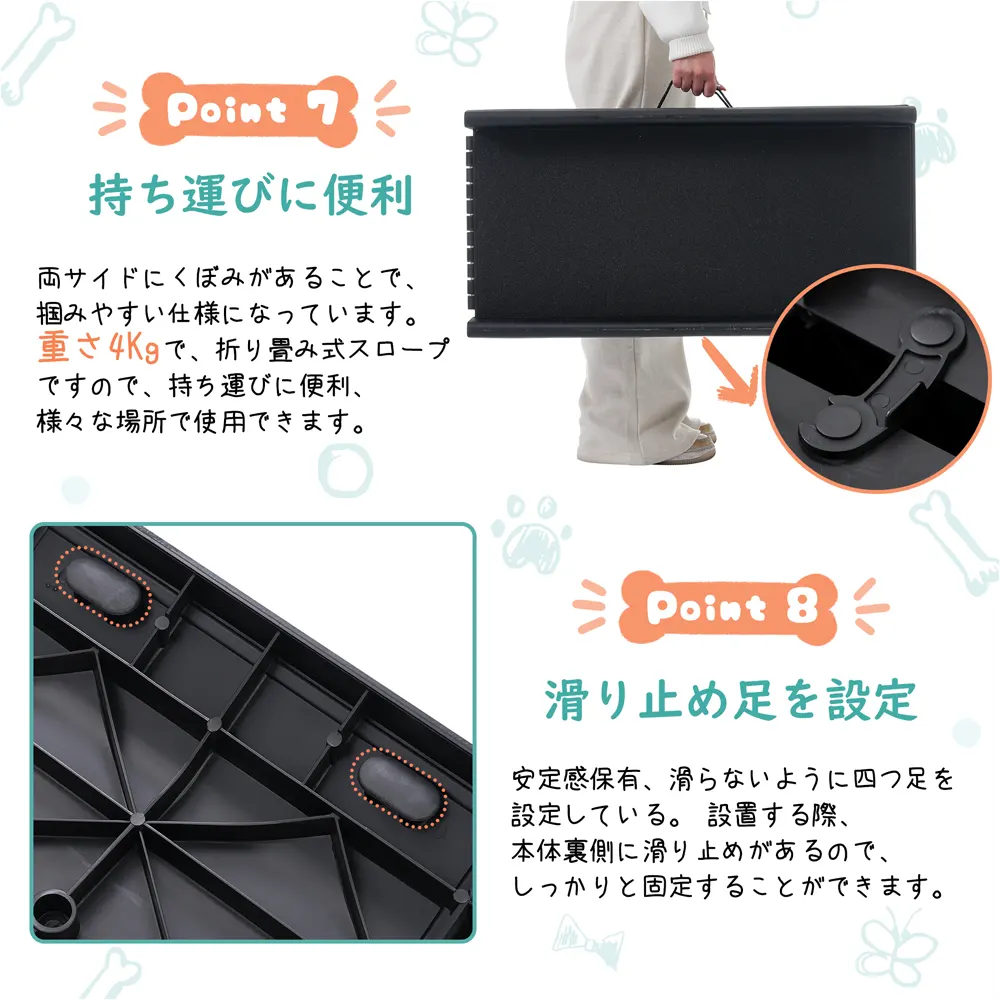 Point 7
持ち運びに便利
両サイドにくぼみがあることで、
掴みやすい仕様になっています。
重さ4Kgで、折り畳み式スロープ
ですので、持ち運びに便利、
様々な場所で使用できます。
Point 8
滑り止め足を設定
安定感保有、滑らないように四つ足を
設定している。 設置する際、
本体裏側に滑り止めがあるので、
しっかりと固定することができます。